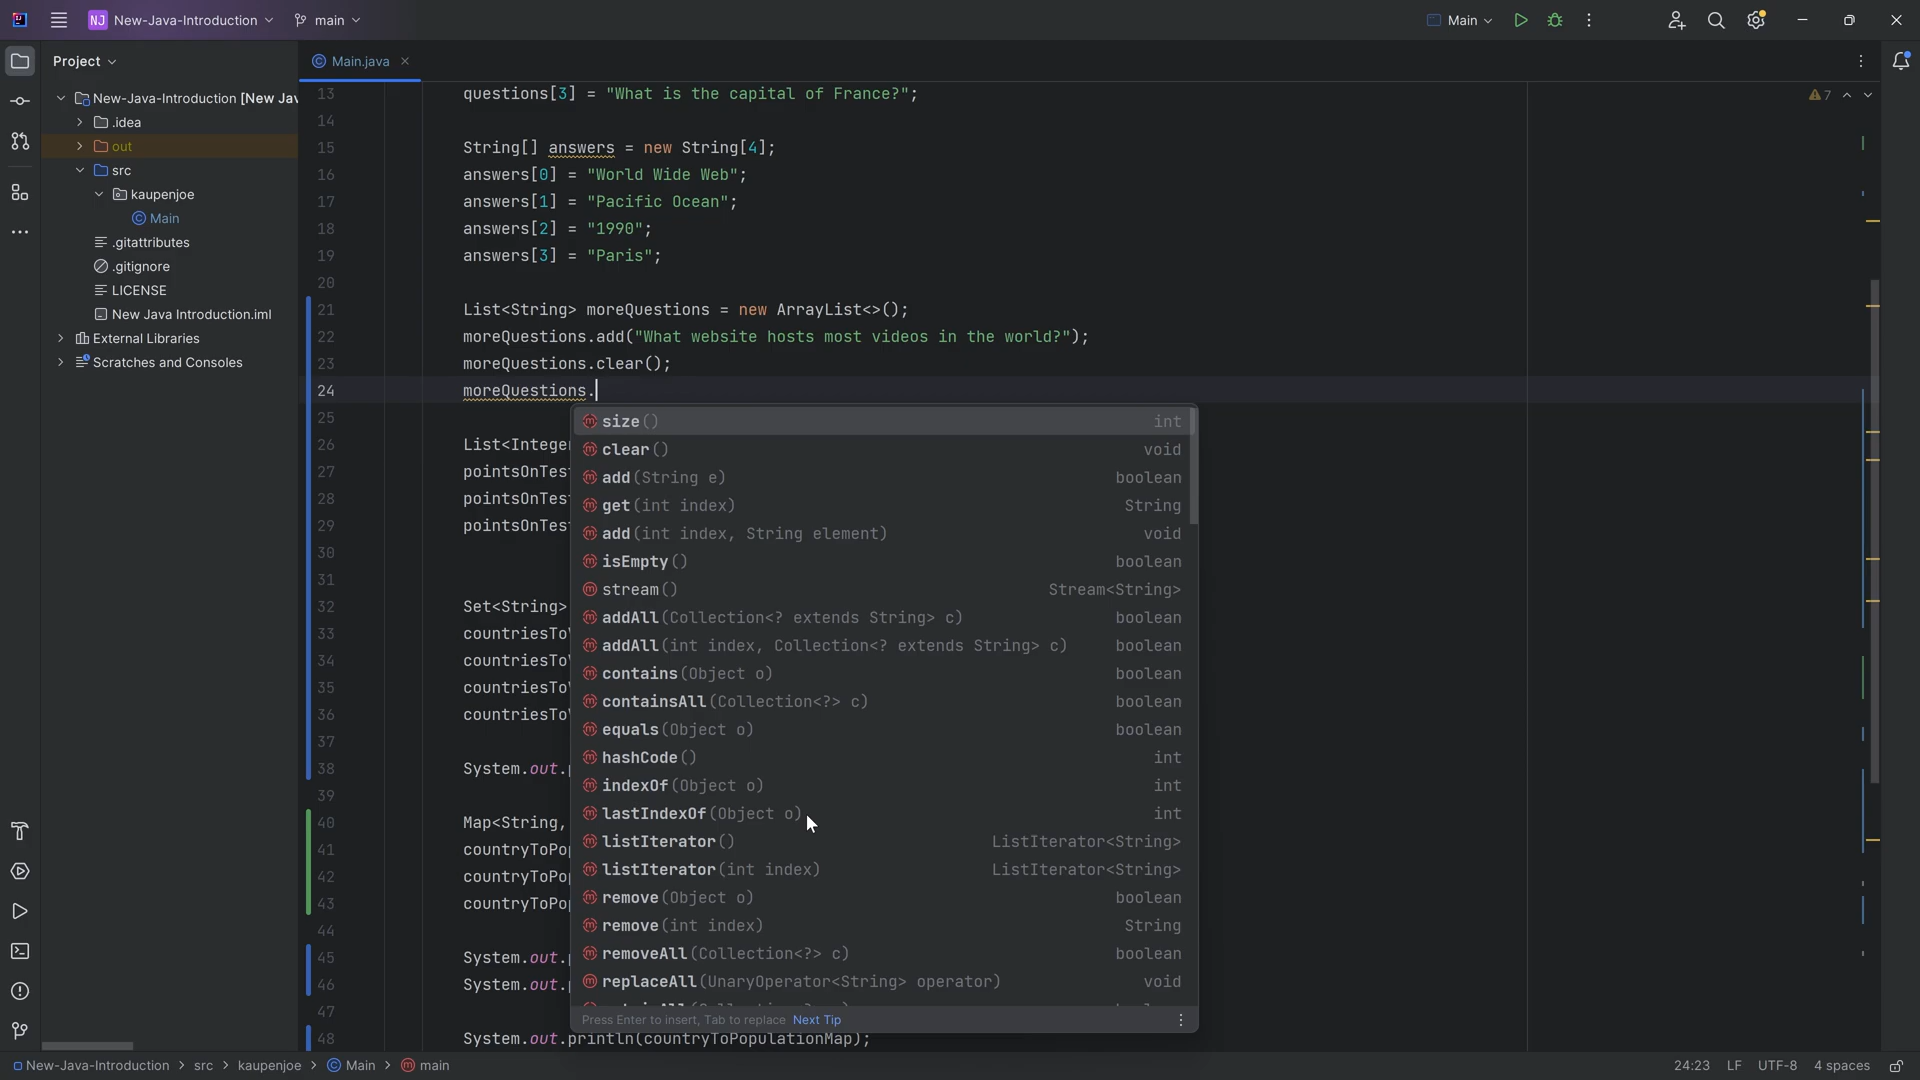 NJ New-Java-Introduction main Main
Project
Main.java
New-Java-Introduction [New Jav
.idea
out
src
kaupenjoe
Main
.gitattributes
.gitignore
LICENSE
New Java Introduction.iml
External Libraries
Scratches and Consoles
7
13 questions[3] = "What is the capital of France?";
14
15 String[] answers = new String[4];
16 answers[0] = "World Wide Web";
17 answers[1] = "Pacific Ocean";
18 answers[2] = "1990";
19 answers[3] = "Paris";
20
21 List<String> moreQuestions = new ArrayList<>();
22 moreQuestions.add("What website hosts most videos in the world?");
23 moreQuestions.clear();
24 moreQuestions.
25
26 List<Intege
27 pointsOnTes
28 pointsOnTes
29 pointsOnTes
30
31
32 Set<String>
33 countriesTo
34 countriesTo
35 countriesTo
36 countriesTo
37
38 System.out.
39
40 Map<String,
41 countryToPo
42 countryToPo
43 countryToPo
44
45 System.out.
46 System.out.
47
48 System.out.println(countryToPopulationMap);
size() int
clear() void
add(String e) boolean
get(int index) String
add(int index, String element) void
isEmpty() boolean
stream() Stream<String>
addAll(Collection<? extends String> c) boolean
addAll(int index, Collection<? extends String> c) boolean
contains(Object o) boolean
containsAll(Collection<?> c) boolean
equals(Object o) boolean
hashCode() int
indexOf(Object o) int
lastIndexOf(Object o) int
listIterator() ListIterator<String>
listIterator(int index) ListIterator<String>
remove(Object o) boolean
remove(int index) String
removeAll(Collection<?> c) boolean
replaceAll(UnaryOperator<String> operator) void
Press Enter to insert, Tab to replace Next Tip
New-Java-Introduction > src > kaupenjoe > Main > main 24:23 LF UTF-8 4 spaces